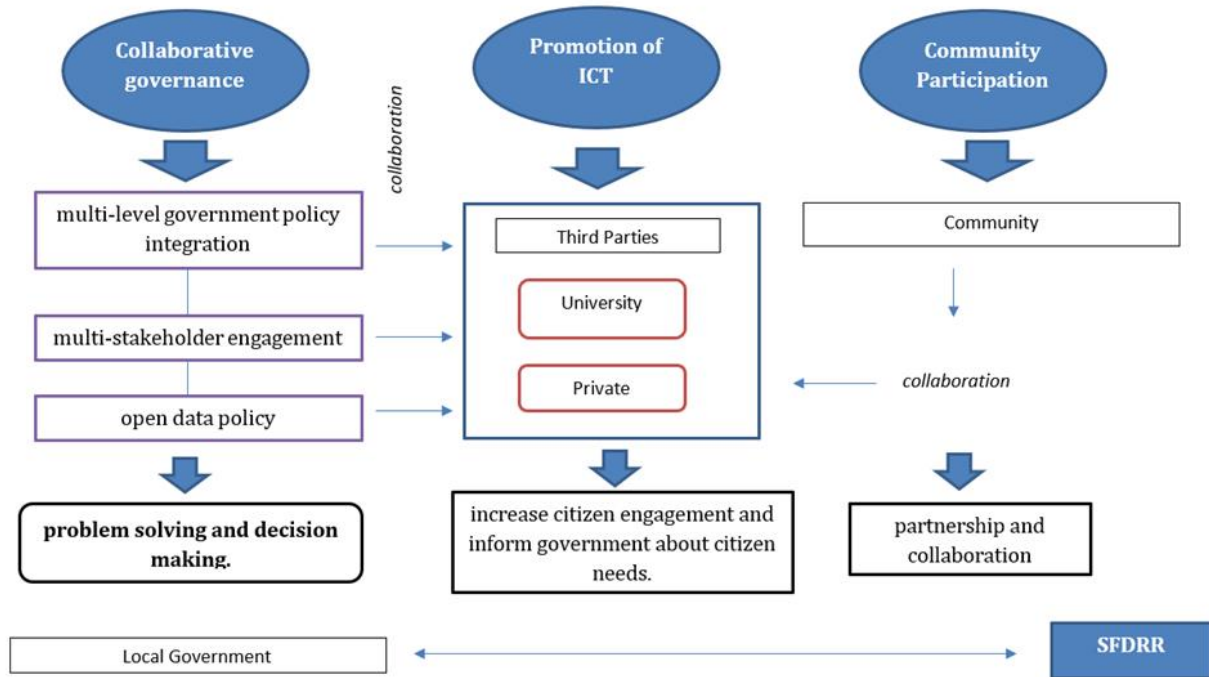 Collaborative
governance
Promotion of
ICT
Community
Participation
collaboration
multi-level government policy
integration
multi-stakeholder engagement
open data policy
problem solving and decision
making.
Third Parties
University
Private
increase citizen engagement and
inform government about citizen
needs.
Community
collaboration
partnership and
collaboration
Local Government
SFDRR